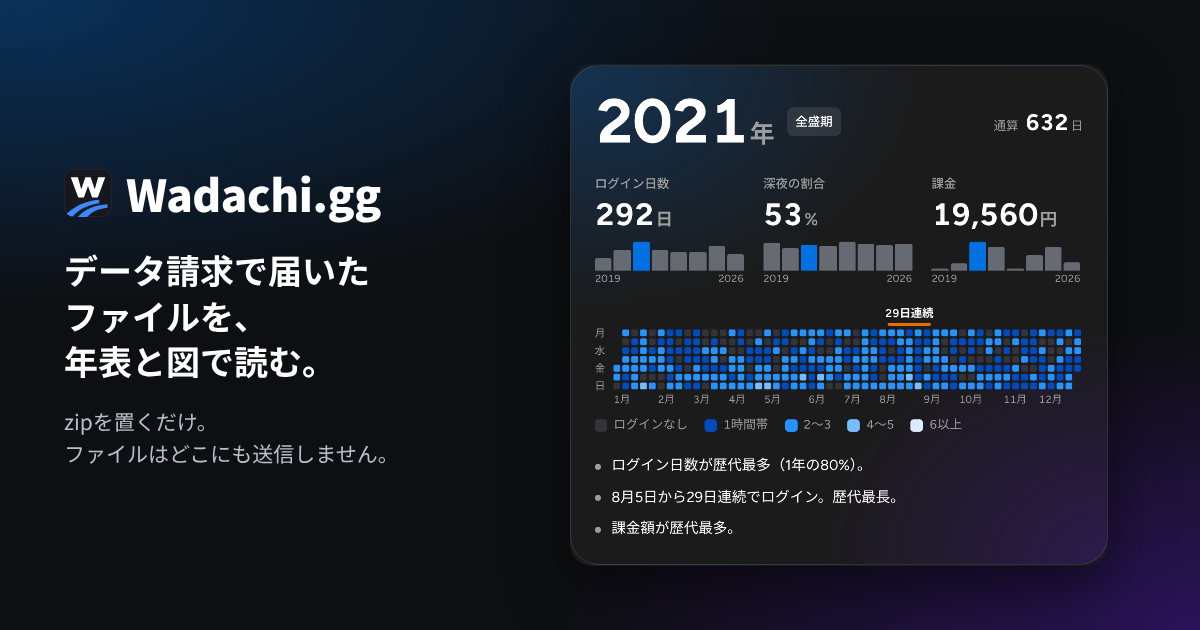 W
Wadachi.gg
データ請求で届いた
ファイルを、
年表と図で読む。
zipを置くだけ。
ファイルはどこにも送信しません。
2021年 全盛期 通算 632日
ログイン日数 深夜の割合 課金
292日 53% 19,560円
2019 2026 2019 2026 2019 2026
29日連続
月
水
金
日
1月 2月 3月 4月 5月 6月 7月 8月 9月 10月 11月 12月
ログインなし 1時間帯 2〜3 4〜5 6以上
ログイン日数が歴代最多（1年の80%）。
8月5日から29日連続でログイン。歴代最長。
課金額が歴代最多。